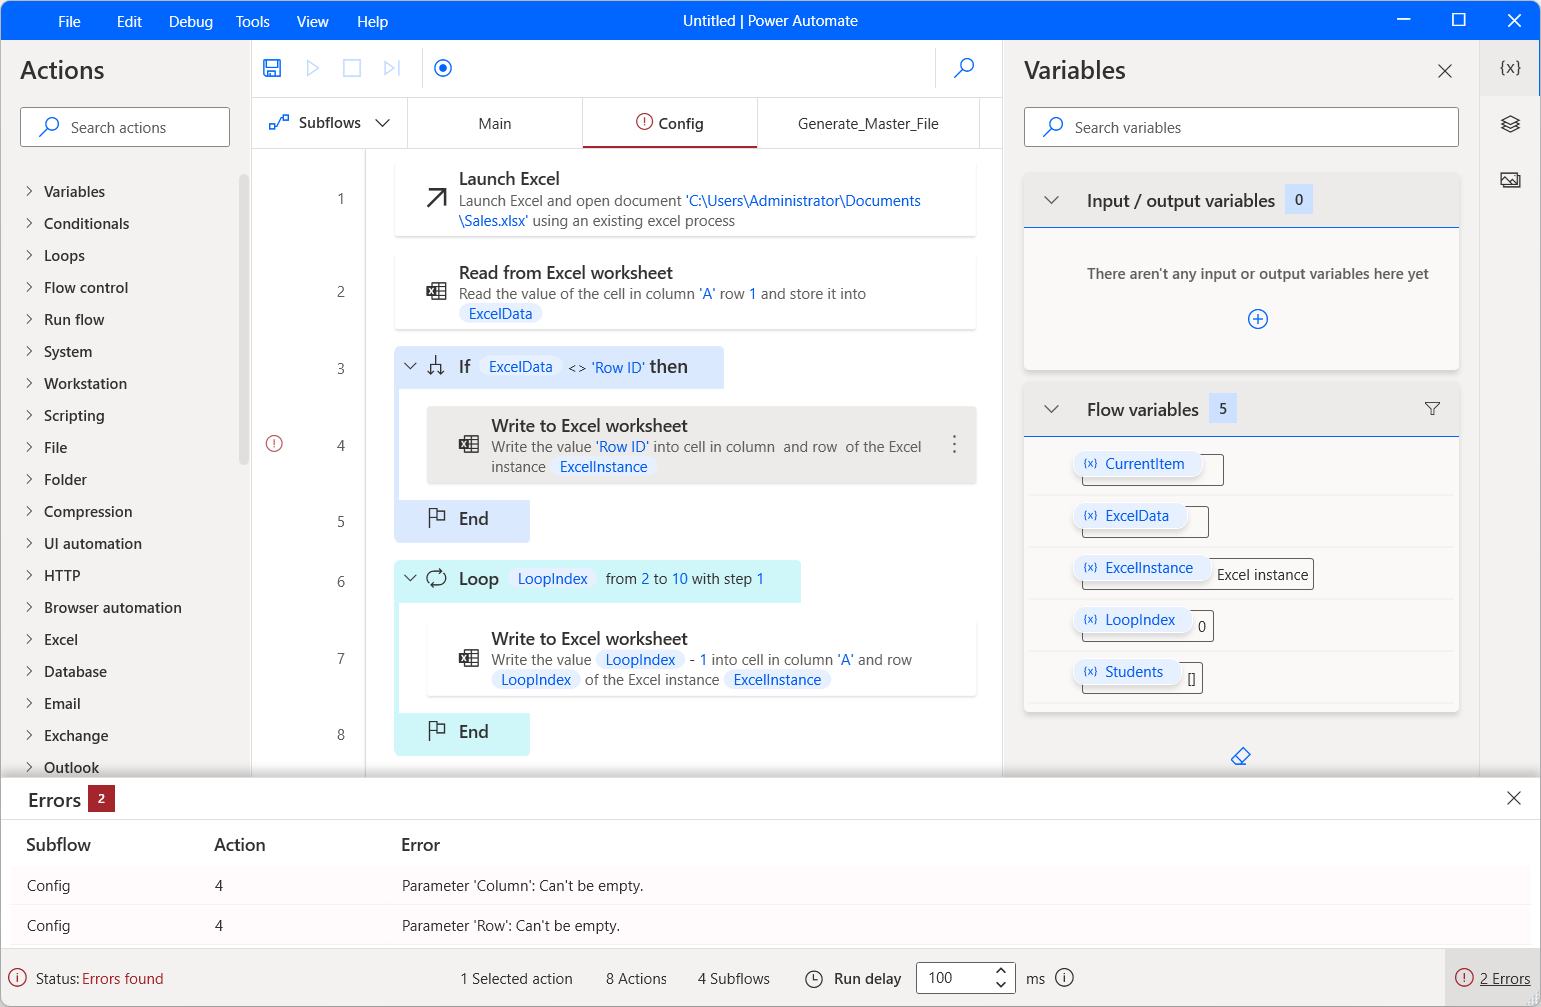 File Edit Debug Tools View Help Untitled | Power Automate
Actions
Search actions
Variables
Conditionals
Loops
Flow control
Run flow
System
Workstation
Scripting
File
Folder
Compression
UI automation
HTTP
Browser automation
Excel
Database
Email
Exchange
Outlook
Subflows Main Config Generate_Master_File
1
Launch Excel
Launch Excel and open document 'C:\Users\Administrator\Documents
\Sales.xlsx' using an existing excel process
2
Read from Excel worksheet
Read the value of the cell in column 'A' row 1 and store it into
ExcelData
3
If ExcelData <> 'Row ID' then
4
Write to Excel worksheet
Write the value 'Row ID' into cell in column and row of the Excel
instance ExcelInstance
5
End
6
Loop LoopIndex from 2 to 10 with step 1
7
Write to Excel worksheet
Write the value LoopIndex - 1 into cell in column 'A' and row
LoopIndex of the Excel instance ExcelInstance
8
End
Variables
{x}
Search variables
Input / output variables 0
There aren't any input or output variables here yet
Flow variables 5
{x} CurrentItem
{x} ExcelData
{x} ExcelInstance Excel instance
{x} LoopIndex 0
{x} Students []
Errors 2
Subflow Action Error
Config 4 Parameter 'Column': Can't be empty.
Config 4 Parameter 'Row': Can't be empty.
Status: Errors found 1 Selected action 8 Actions 4 Subflows Run delay 100 ms 2 Errors